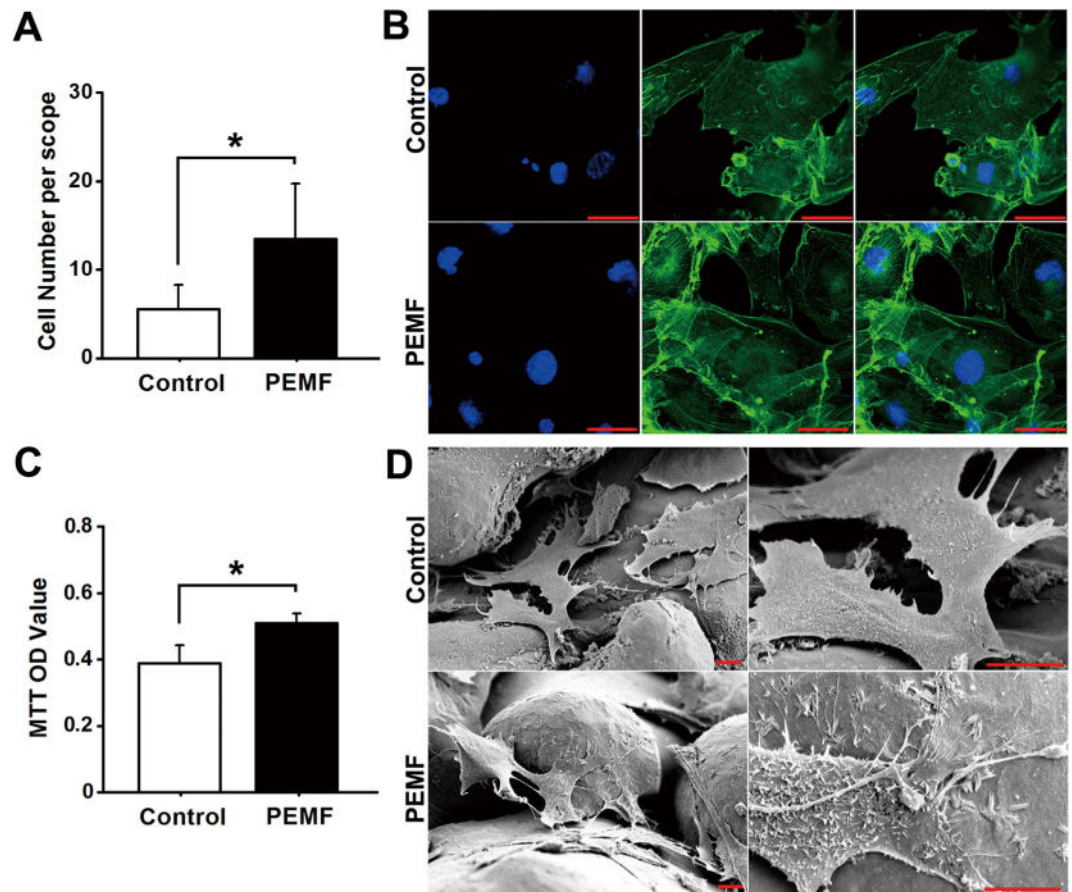 A
Cell Number per scope
30
20
10
0
*
Control
PEMF
B
Control
PEMF
C
MTT OD Value
0.8
0.6
0.4
0.2
0
*
Control
PEMF
D
Control
PEMF